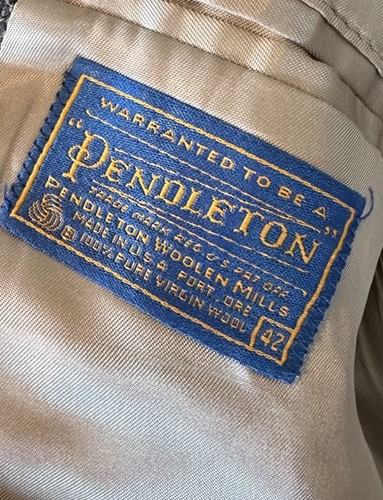 WARRANTED TO BE A
"PENDLETON"
TRADE MARK REG. U.S. PAT. OFF.
PENDLETON WOOLEN MILLS
MADE IN U.S.A. PORT. ORE
100% PURE VIRGIN WOOL
42